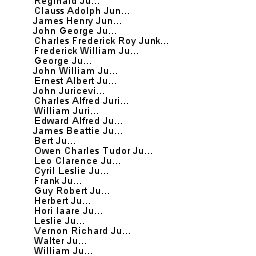 Reginald Ju...
Clauss Adolph Jun...
James Henry Jun...
John George Ju...
Charles Frederick Roy Junk...
Frederick William Ju...
George Ju...
John William Ju...
Ernest Albert Ju...
John Juricevi...
Charles Alfred Juri...
William Juri...
Edward Alfred Ju...
James Beattie Ju...
Bert Ju...
Owen Charles Tudor Ju...
Leo Clarence Ju...
Cyril Leslie Ju...
Frank Ju...
Guy Robert Ju...
Herbert Ju...
Hori Iaare Ju...
Leslie Ju...
Vernon Richard Ju...
Walter Ju...
William Ju...